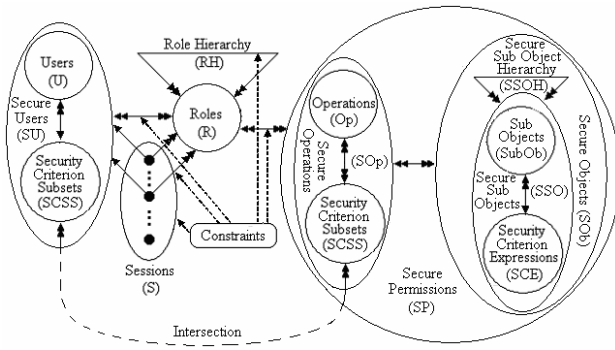 Users
(U)
Secure
Users
(SU)
Security
Criterion
Subsets
(SCSS)
Role Hierarchy
(RH)
Roles
(R)
Sessions
(S)
Constraints
Intersection
Operations
(Op)
Secure
Operations
(SOp)
Security
Criterion
Subsets
(SCSS)
Secure
Permissions
(SP)
Secure
Sub Object
Hierarchy
(SSOH)
Sub
Objects
(SubOb)
Secure
Sub
Objects
(SSO)
Security
Criterion
Expressions
(SCE)
Secure Objects (SOb)